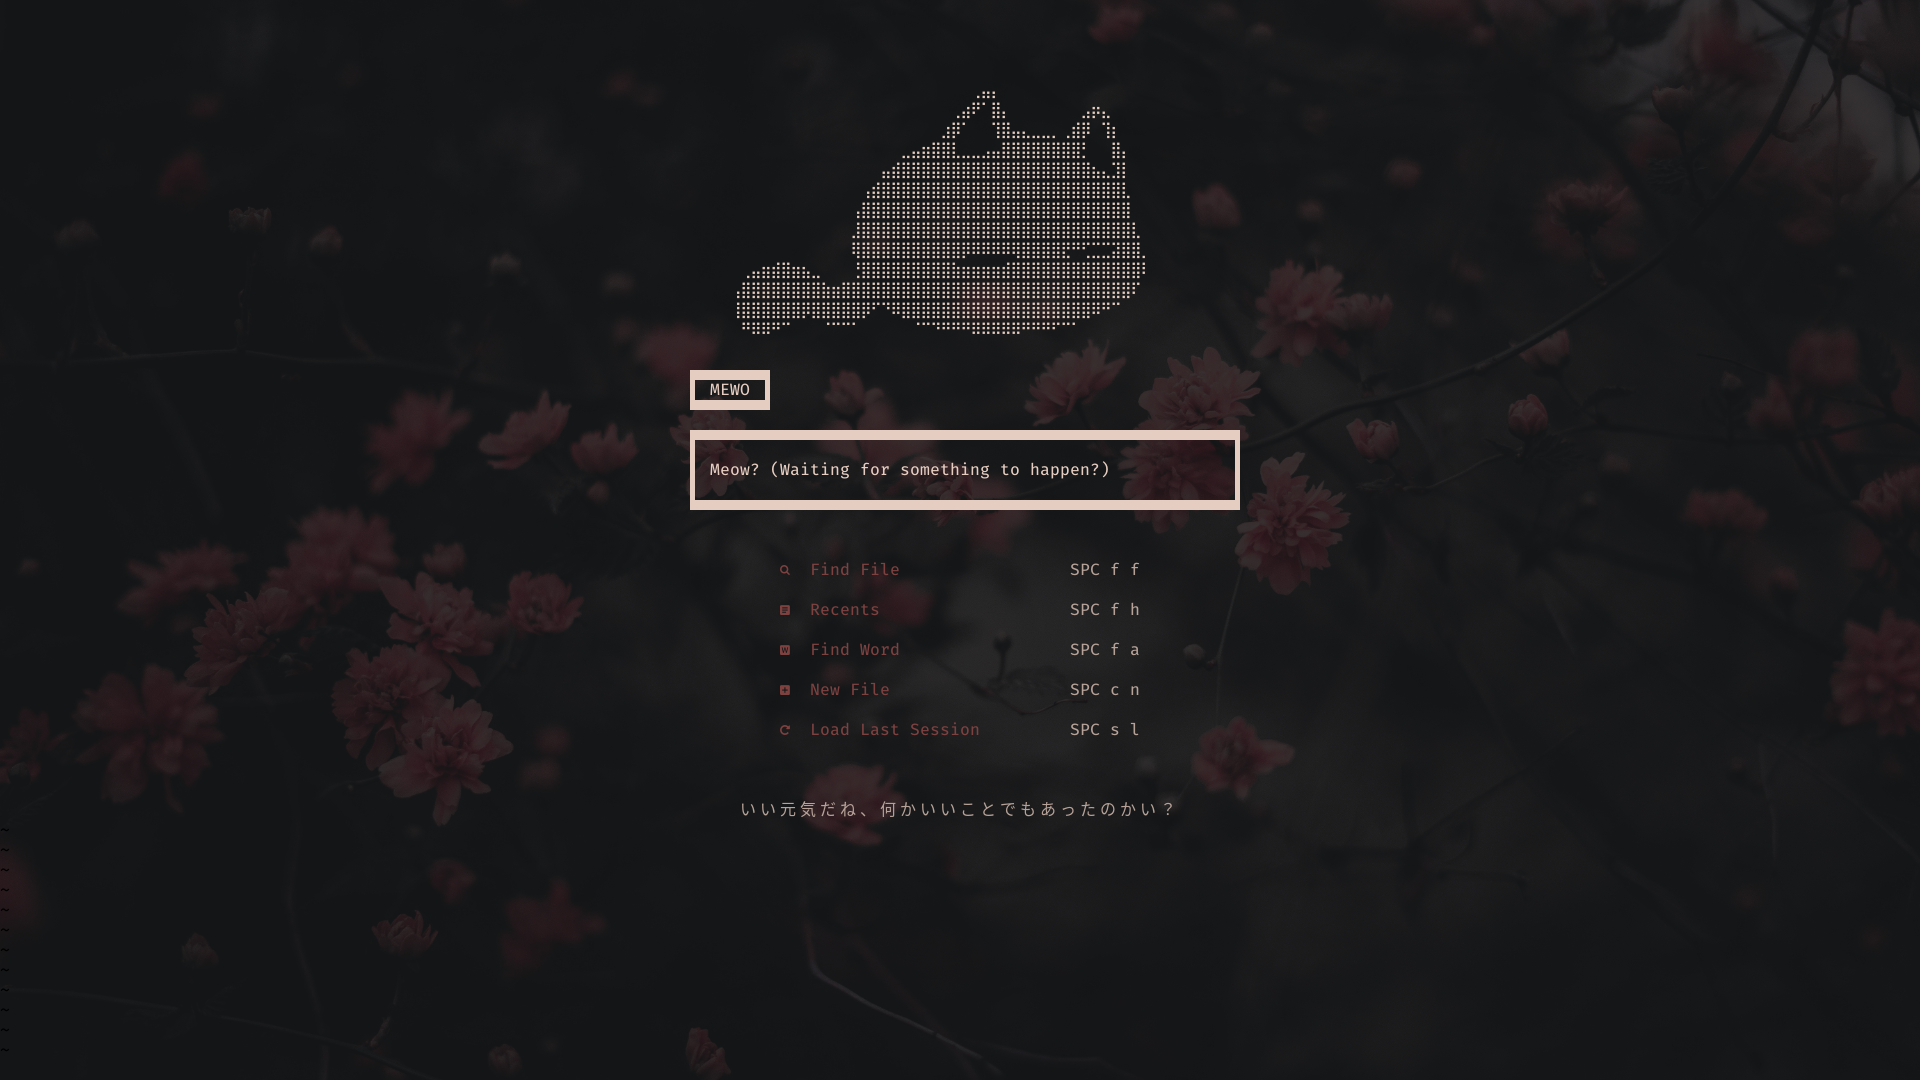 MEWO
Meow? (Waiting for something to happen?)
Find File SPC f f
Recents SPC f h
Find Word SPC f a
New File SPC c n
Load Last Session SPC s l
いい元気だね、何かいいことでもあったのかい？
~
~
~
~
~
~
~
~
~
~
~
~